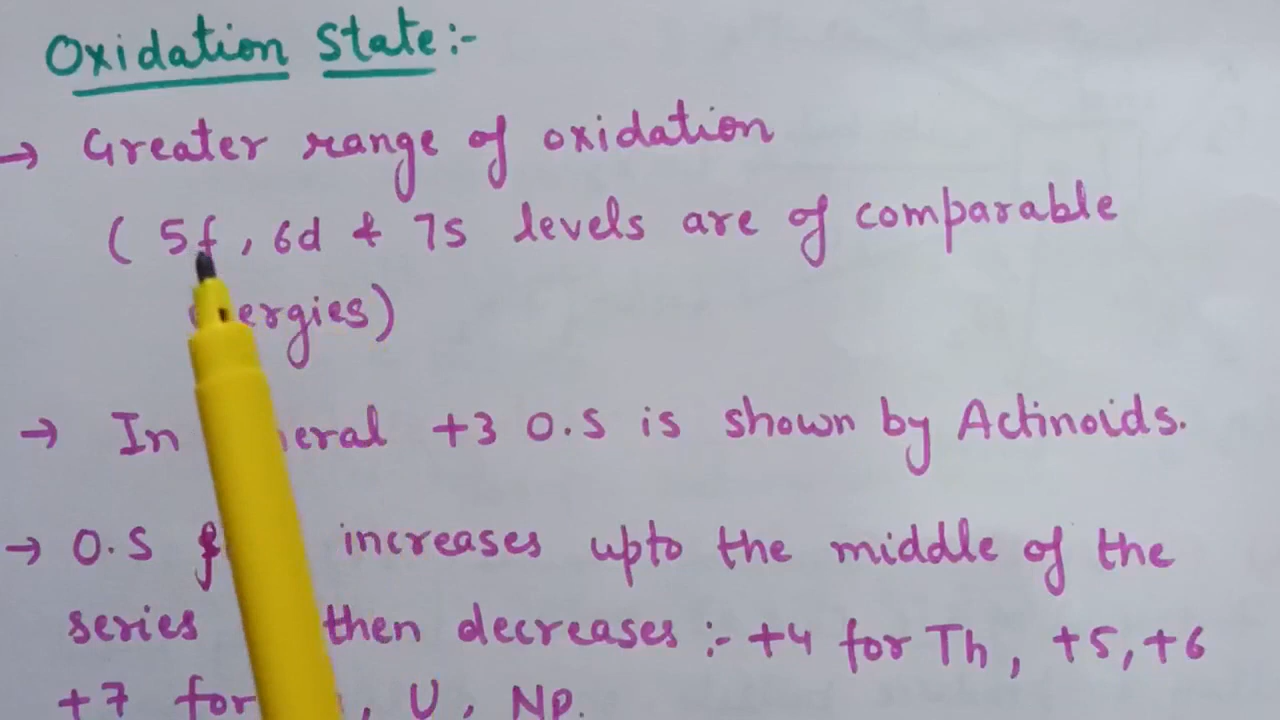 Oxidation State:-
→ Greater range of oxidation
( 5f, 6d & 7s levels are of comparable
ergies)
→ In eral +3 O.S is shown by Actinoids.
→ O.S increases upto the middle of the
series then decreases :- +4 for Th, +5, +6
+7 for , U, Np.